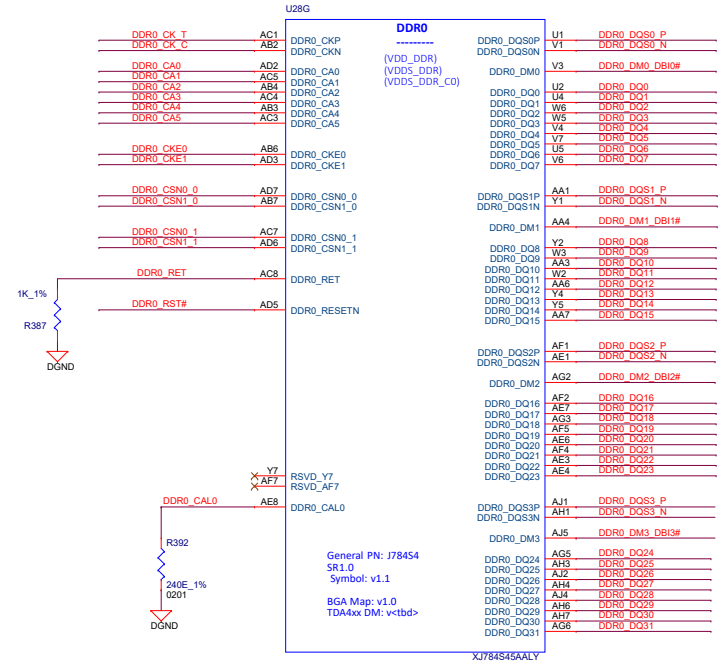 U28G
DDR0
---------
(VDD_DDR)
(VDDS_DDR)
(VDDS_DDR_C0)
DDR0_CK_T AC1 DDR0_CKP
DDR0_CK_C AB2 DDR0_CKN
DDR0_CA0 AD2 DDR0_CA0
DDR0_CA1 AC5 DDR0_CA1
DDR0_CA2 AB4 DDR0_CA2
DDR0_CA3 AC4 DDR0_CA3
DDR0_CA4 AB3 DDR0_CA4
DDR0_CA5 AC3 DDR0_CA5
DDR0_CKE0 AB6 DDR0_CKE0
DDR0_CKE1 AD3 DDR0_CKE1
DDR0_CSN0_0 AD7 DDR0_CSN0_0
DDR0_CSN1_0 AB7 DDR0_CSN1_0
DDR0_CSN0_1 AC7 DDR0_CSN0_1
DDR0_CSN1_1 AD6 DDR0_CSN1_1
DDR0_RET AC8 DDR0_RET
1K_1%
R387
DGND
DDR0_RST# AD5 DDR0_RESETN
Y7 RSVD_Y7
AF7 RSVD_AF7
DDR0_CAL0 AE8 DDR0_CAL0
R392
240E_1%
0201
DGND
DDR0_DQS0P U1 DDR0_DQS0_P
DDR0_DQS0N V1 DDR0_DQS0_N
DDR0_DM0 V3 DDR0_DM0_DBI0#
DDR0_DQ0 U2 DDR0_DQ0
DDR0_DQ1 U4 DDR0_DQ1
DDR0_DQ2 W6 DDR0_DQ2
DDR0_DQ3 W5 DDR0_DQ3
DDR0_DQ4 V4 DDR0_DQ4
DDR0_DQ5 V7 DDR0_DQ5
DDR0_DQ6 U5 DDR0_DQ6
DDR0_DQ7 V6 DDR0_DQ7
DDR0_DQS1P AA1 DDR0_DQS1_P
DDR0_DQS1N Y1 DDR0_DQS1_N
DDR0_DM1 AA4 DDR0_DM1_DBI1#
DDR0_DQ8 Y2 DDR0_DQ8
DDR0_DQ9 W3 DDR0_DQ9
DDR0_DQ10 AA3 DDR0_DQ10
DDR0_DQ11 W2 DDR0_DQ11
DDR0_DQ12 AA6 DDR0_DQ12
DDR0_DQ13 Y4 DDR0_DQ13
DDR0_DQ14 Y5 DDR0_DQ14
DDR0_DQ15 AA7 DDR0_DQ15
DDR0_DQS2P AF1 DDR0_DQS2_P
DDR0_DQS2N AE1 DDR0_DQS2_N
DDR0_DM2 AG2 DDR0_DM2_DBI2#
DDR0_DQ16 AF2 DDR0_DQ16
DDR0_DQ17 AE7 DDR0_DQ17
DDR0_DQ18 AG3 DDR0_DQ18
DDR0_DQ19 AF5 DDR0_DQ19
DDR0_DQ20 AE6 DDR0_DQ20
DDR0_DQ21 AF4 DDR0_DQ21
DDR0_DQ22 AE3 DDR0_DQ22
DDR0_DQ23 AE4 DDR0_DQ23
DDR0_DQS3P AJ1 DDR0_DQS3_P
DDR0_DQS3N AH1 DDR0_DQS3_N
DDR0_DM3 AJ5 DDR0_DM3_DBI3#
DDR0_DQ24 AG5 DDR0_DQ24
DDR0_DQ25 AH3 DDR0_DQ25
DDR0_DQ26 AJ2 DDR0_DQ26
DDR0_DQ27 AH4 DDR0_DQ27
DDR0_DQ28 AJ4 DDR0_DQ28
DDR0_DQ29 AH6 DDR0_DQ29
DDR0_DQ30 AH7 DDR0_DQ30
DDR0_DQ31 AG6 DDR0_DQ31
General PN: J784S4
SR1.0
Symbol: v1.1
BGA Map: v1.0
TDA4xx DM: v<tbd>
XJ784S45AALY